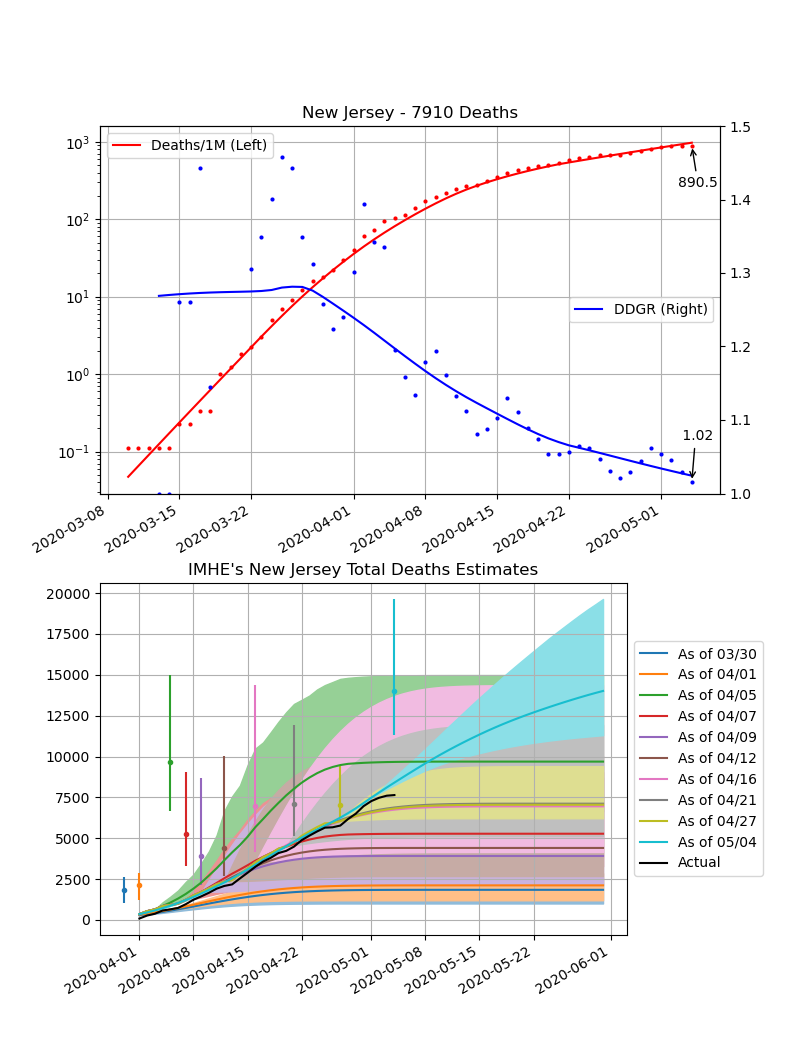 New Jersey - 7910 Deaths
Deaths/1M (Left)
DDGR (Right)
890.5
1.02
10³
10²
10¹
10⁰
10⁻¹
1.5
1.4
1.3
1.2
1.1
1.0
2020-03-08 2020-03-15 2020-03-22 2020-04-01 2020-04-08 2020-04-15 2020-04-22 2020-05-01
IMHE's New Jersey Total Deaths Estimates
20000
17500
15000
12500
10000
7500
5000
2500
0
As of 03/30
As of 04/01
As of 04/05
As of 04/07
As of 04/09
As of 04/12
As of 04/16
As of 04/21
As of 04/27
As of 05/04
Actual
2020-04-01 2020-04-08 2020-04-15 2020-04-22 2020-05-01 2020-05-08 2020-05-15 2020-05-22 2020-06-01